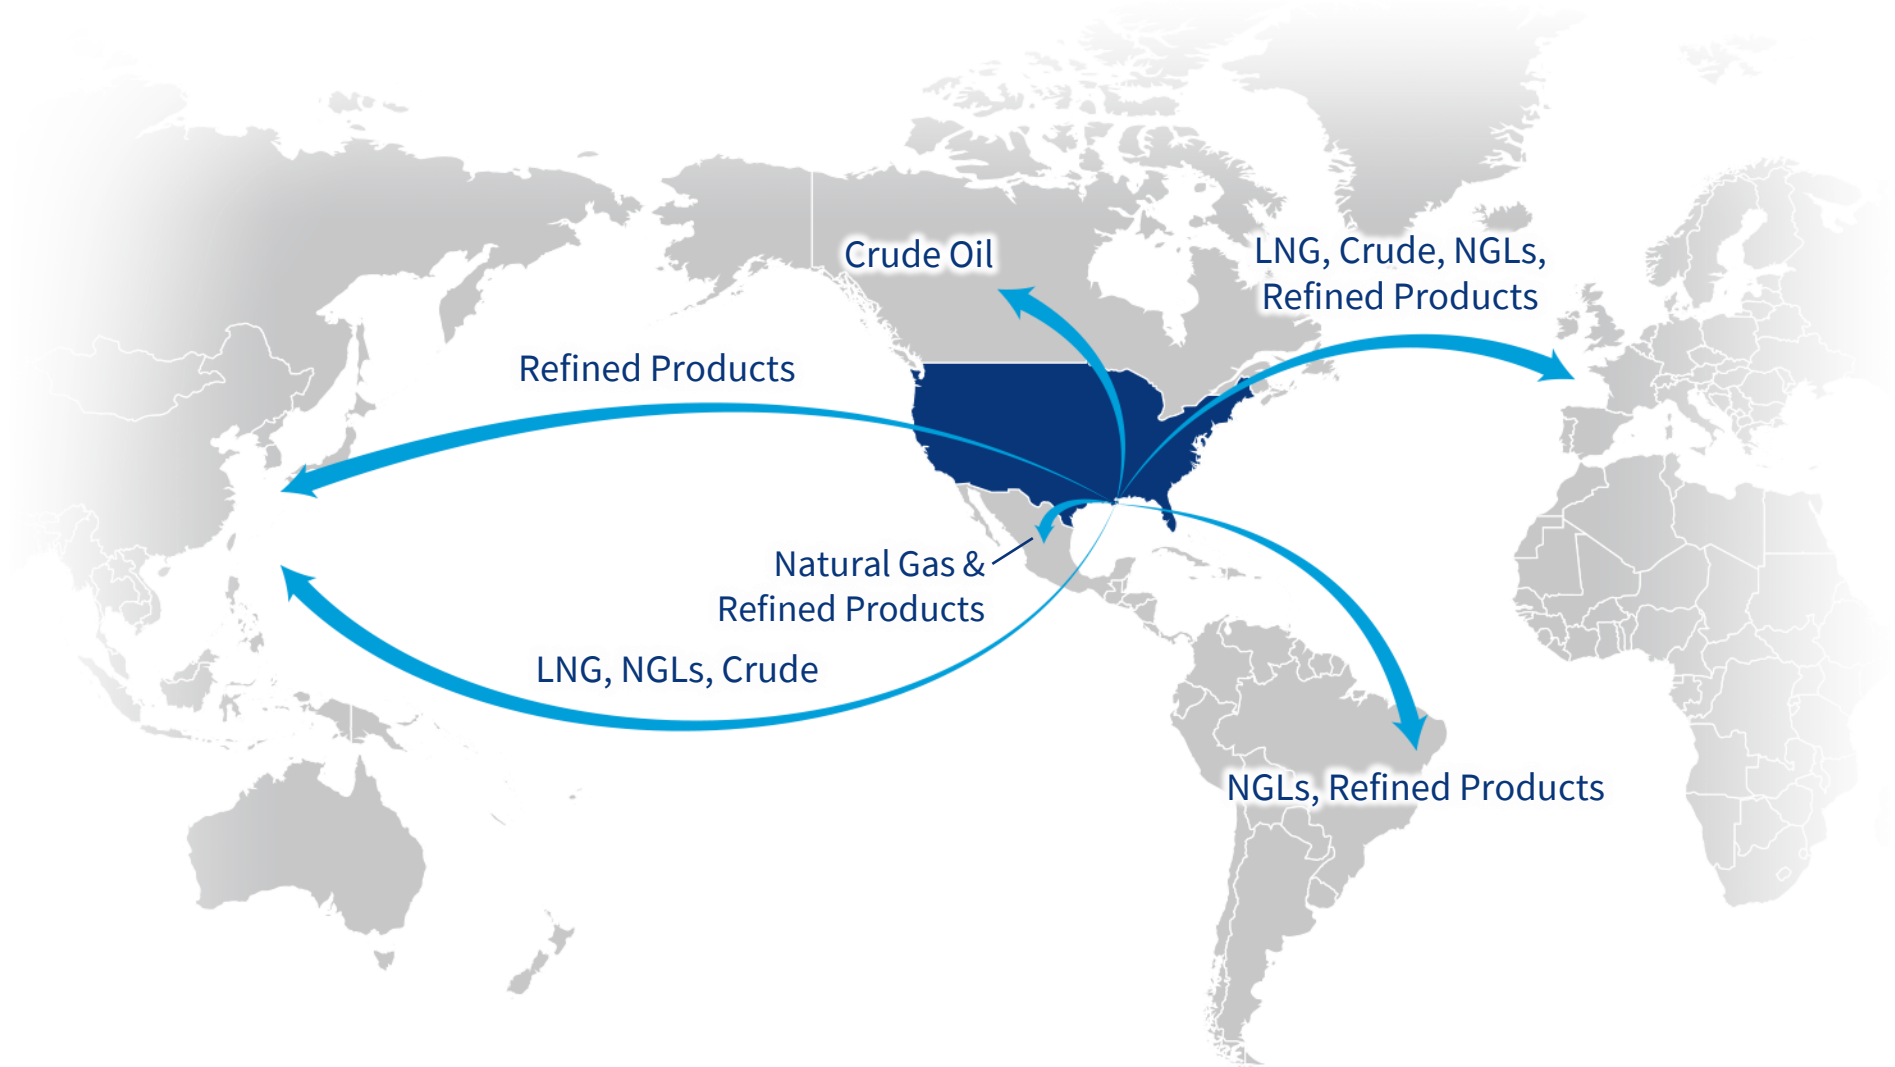 Crude Oil
LNG, Crude, NGLs,
Refined Products
Refined Products
Natural Gas &
Refined Products
LNG, NGLs, Crude
NGLs, Refined Products